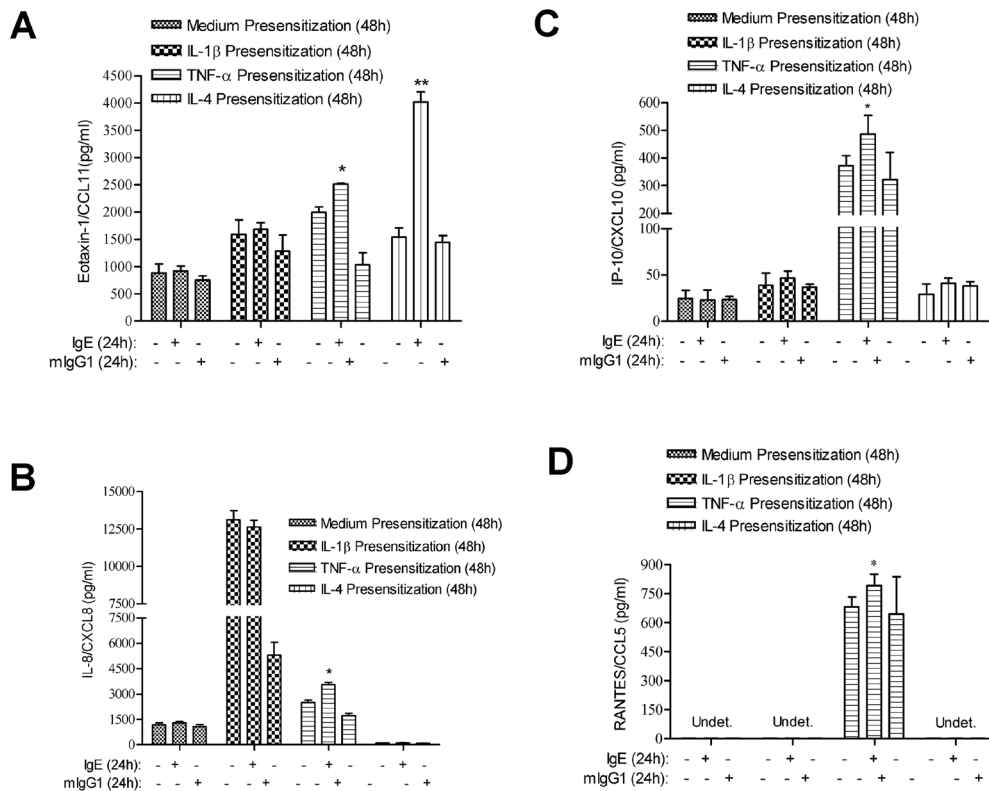 A
Medium Presensitization (48h)
IL-1β Presensitization (48h)
TNF-α Presensitization (48h)
IL-4 Presensitization (48h)
Eotaxin-1/CCL11(pg/ml)
4500
4000
3500
3000
2500
2000
1500
1000
500
0
*
**
IgE (24h): - + - - + - - + - - + -
mIgG1 (24h): - - + - - + - - + - - +
C
Medium Presensitization (48h)
IL-1β Presensitization (48h)
TNF-α Presensitization (48h)
IL-4 Presensitization (48h)
IP-10/CXCL10 (pg/ml)
600
500
400
300
200
100
50
0
*
IgE (24h): - + - - + - - + - - + -
mIgG1 (24h): - - + - - + - - + - - +
B
Medium Presensitization (48h)
IL-1β Presensitization (48h)
TNF-α Presensitization (48h)
IL-4 Presensitization (48h)
IL-8/CXCL8 (pg/ml)
15000
12500
10000
7500
7500
6000
4500
3000
1500
0
*
IgE (24h): - + - - + - - + - - + -
mIgG1 (24h): - - + - - + - - + - - +
D
Medium Presensitization (48h)
IL-1β Presensitization (48h)
TNF-α Presensitization (48h)
IL-4 Presensitization (48h)
RANTES/CCL5 (pg/ml)
900
750
600
450
300
150
0
*
Undet. Undet. Undet.
IgE (24h): - + - - + - - + - - + -
mIgG1 (24h): - - + - - + - - + - - +